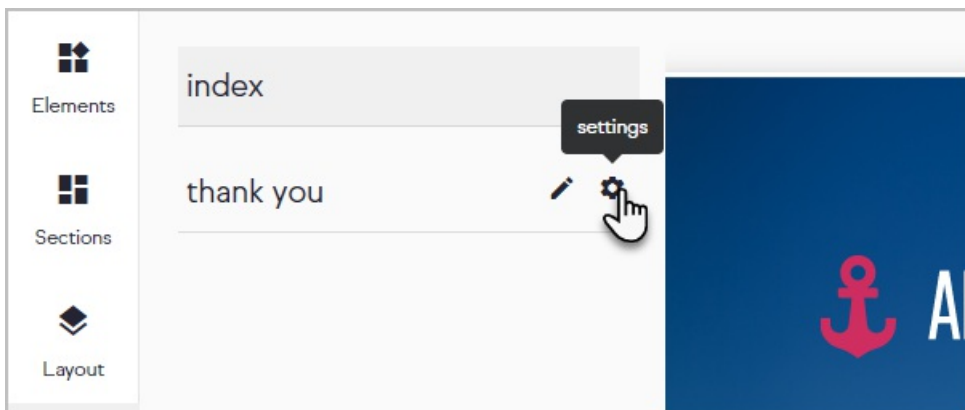 Elements
Sections
Layout
index
settings
thank you